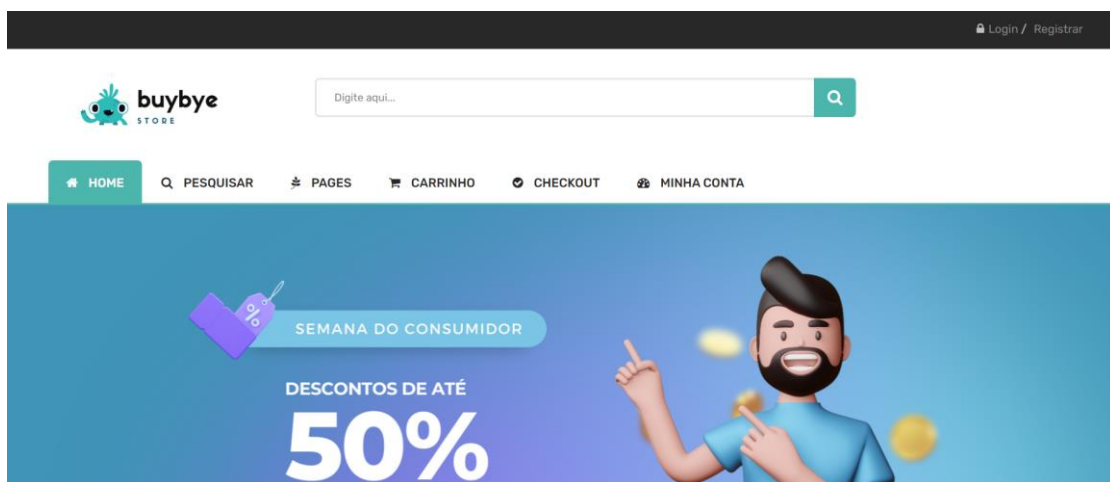 Login / Registrar
buybye
STORE
Digite aqui...
HOME PESQUISAR PAGES CARRINHO CHECKOUT MINHA CONTA
%
SEMANA DO CONSUMIDOR
DESCONTOS DE ATÉ
50%